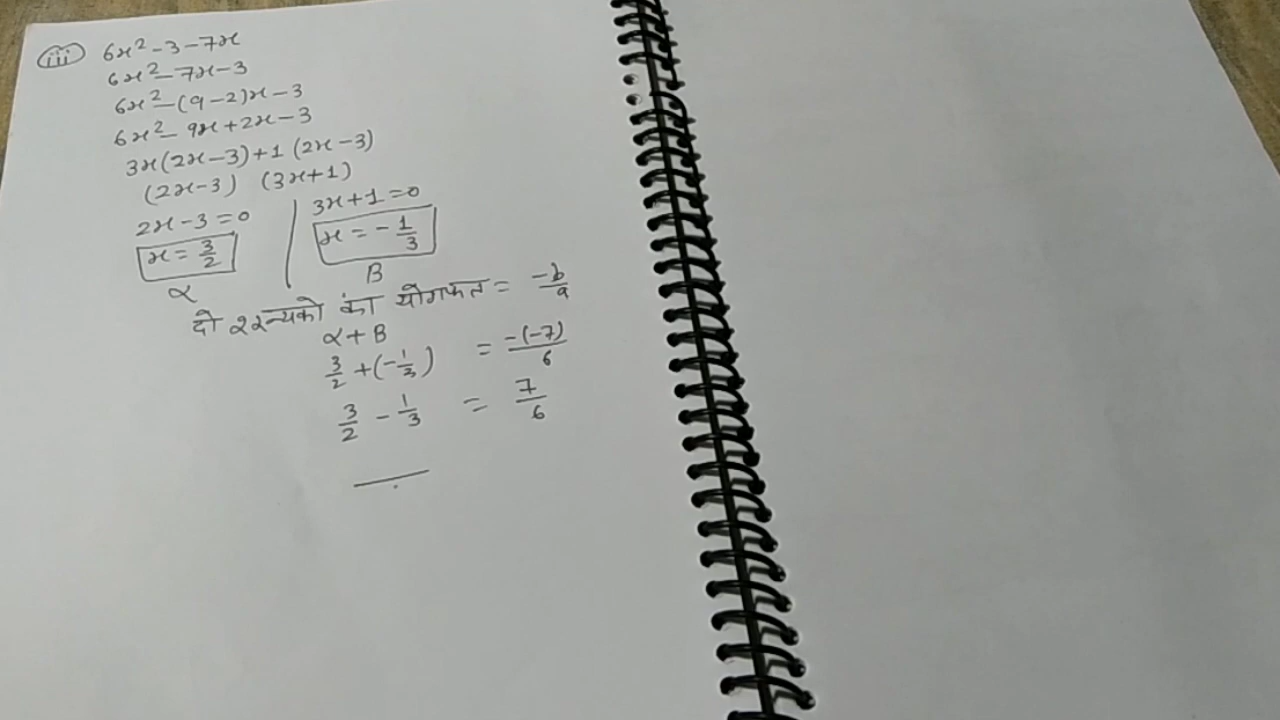 (iii) 6x² - 3 - 7x
6x² - 7x - 3
6x² - (9 - 2)x - 3
6x² - 9x + 2x - 3
3x(2x - 3) + 1 (2x - 3)
(2x - 3) (3x + 1)
2x - 3 = 0 | 3x + 1 = 0
x = 3/2 | x = - 1/3
α B
दो शून्यको का योगफल = -b/a
α + B
3/2 + (-1/3) = -(-7)/6
3/2 - 1/3 = 7/6